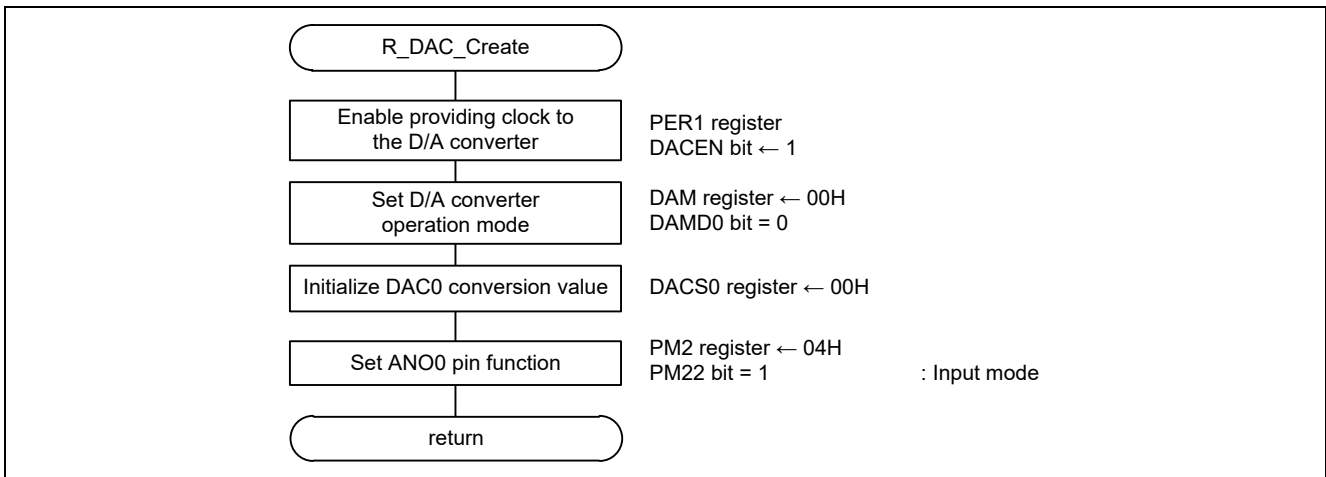 R_DAC_Create
Enable providing clock to
the D/A converter
PER1 register
DACEN bit ← 1
Set D/A converter
operation mode
DAM register ← 00H
DAMD0 bit = 0
Initialize DAC0 conversion value
DACS0 register ← 00H
Set ANO0 pin function
PM2 register ← 04H
PM22 bit = 1 : Input mode
return